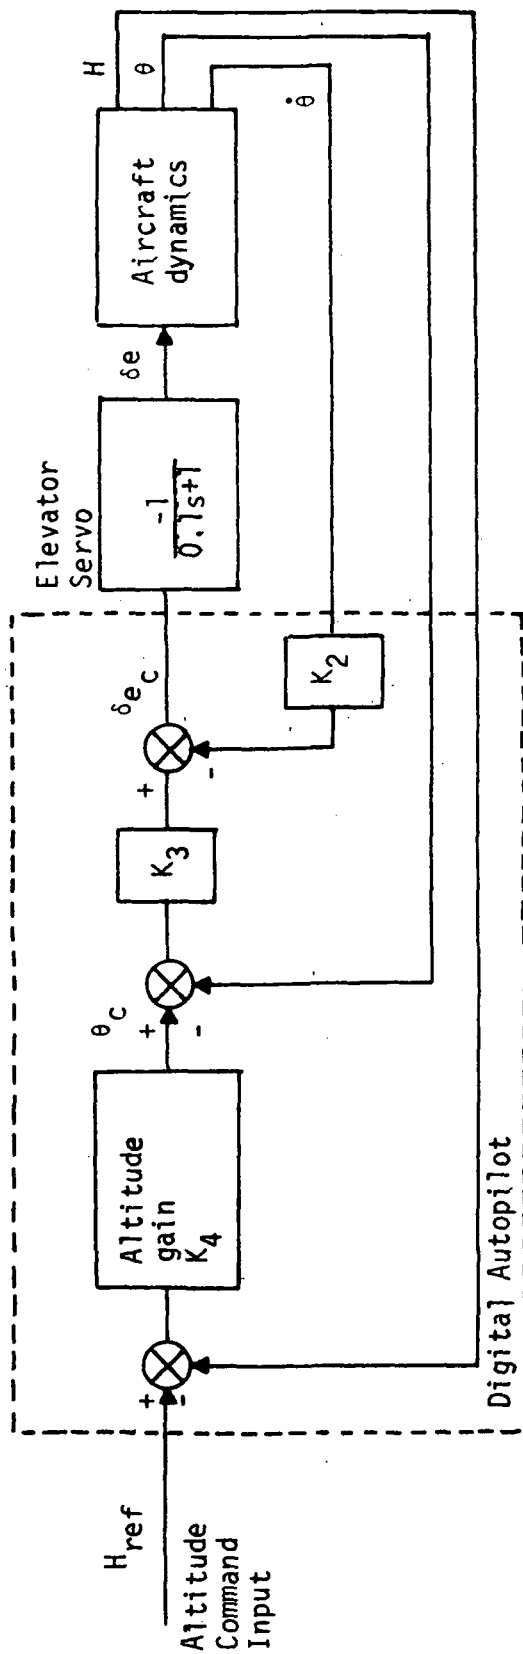 H_ref
Altitude
Command
Input
+
-
Altitude
gain
K4
θc
+
-
K3
+
-
δec
K2
Elevator
Servo
-1
0.1s+1
δe
Aircraft
dynamics
H
θ
θ̇
Digital Autopilot